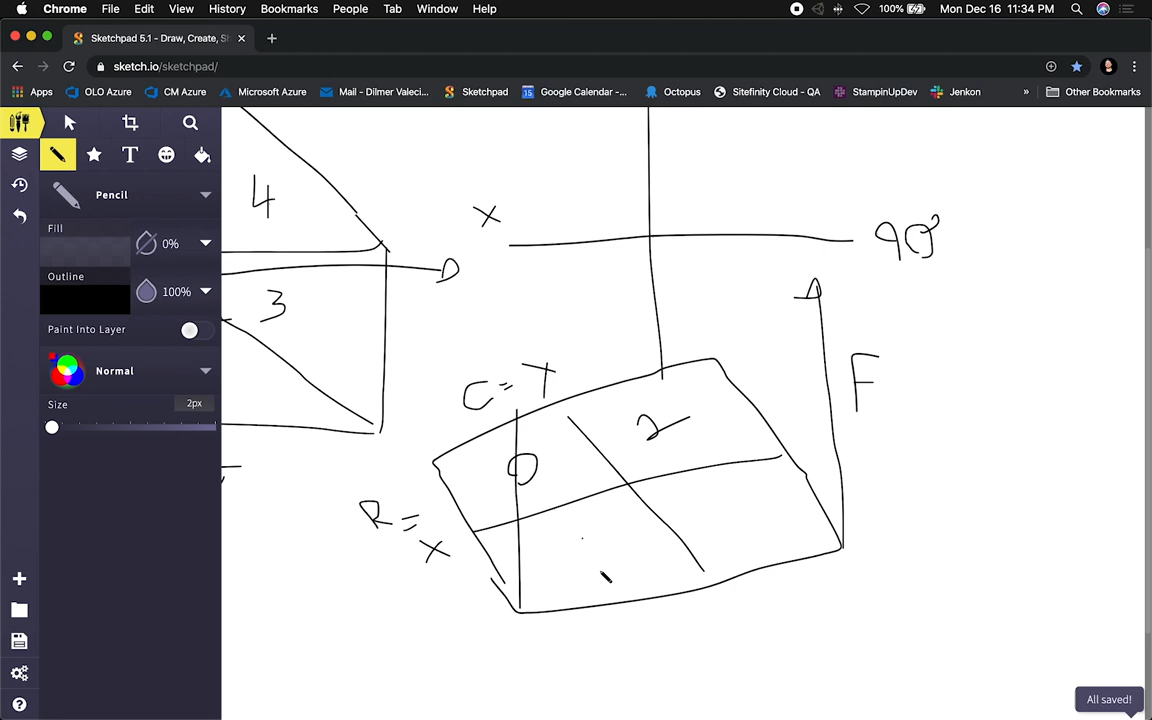 Chrome File Edit View History Bookmarks People Tab Window Help 100% Mon Dec 16 11:34 PM
Sketchpad 5.1 - Draw, Create, Sh
sketch.io/sketchpad/
Apps OLO Azure CM Azure Microsoft Azure Mail - Dilmer Valeci... Sketchpad Google Calendar -... Octopus Sitefinity Cloud - QA StampinUpDev Jenkon » Other Bookmarks
Pencil
Fill
0%
Outline
100%
Paint Into Layer
Normal
Size 2px
4
X
90°
3
F
C = Y
2
0
R =
X
All saved!